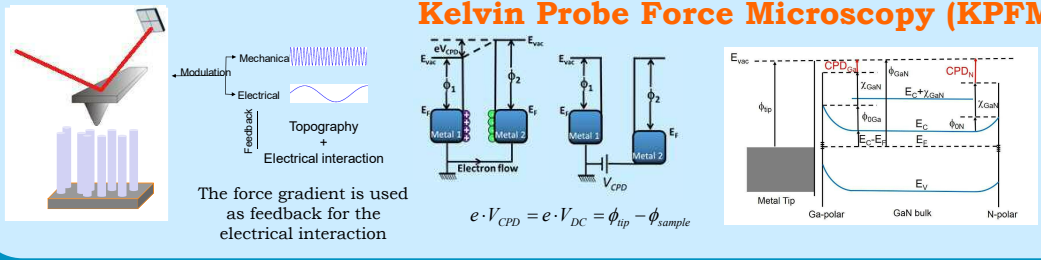 Kelvin Probe Force Microscopy (KPFM
Modulation
Mechanica
Electrical
Feedback
Topography
+
Electrical interaction
The force gradient is used
as feedback for the
electrical interaction
eV_CPD
E_vac
E_vac
ϕ1
ϕ2
E_F
E_F
Metal 1
Metal 2
Electron flow
E_vac
ϕ1
ϕ2
E_F
E_F
Metal 1
Metal 2
V_CPD
e·V_CPD = e·V_DC = ϕ_tip − ϕ_sample
E_vac
CPD_Ga
ϕ_GaN
CPD_N
χ_GaN
E_C+χ_GaN
χ_GaN
ϕ_tip
ϕ_0Ga
E_C
ϕ_0N
E_C-E_F
E_F
E_V
Metal Tip
Ga-polar
GaN bulk
N-polar